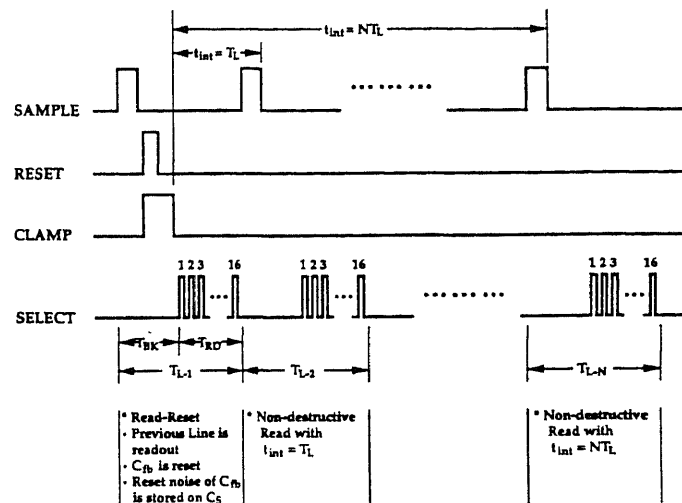 t_int = NT_L
t_int = T_L
SAMPLE
RESET
CLAMP
1 2 3 16
1 2 3 16
1 2 3 16
SELECT
T_BK
T_RD
T_L-1
T_L-2
T_L-N
* Read-Reset
• Previous Line is
readout
• C_fb is reset
• Reset noise of C_fb
is stored on C_S
* Non-destructive
Read with
t_int = T_L
* Non-destructive
Read with
t_int = NT_L